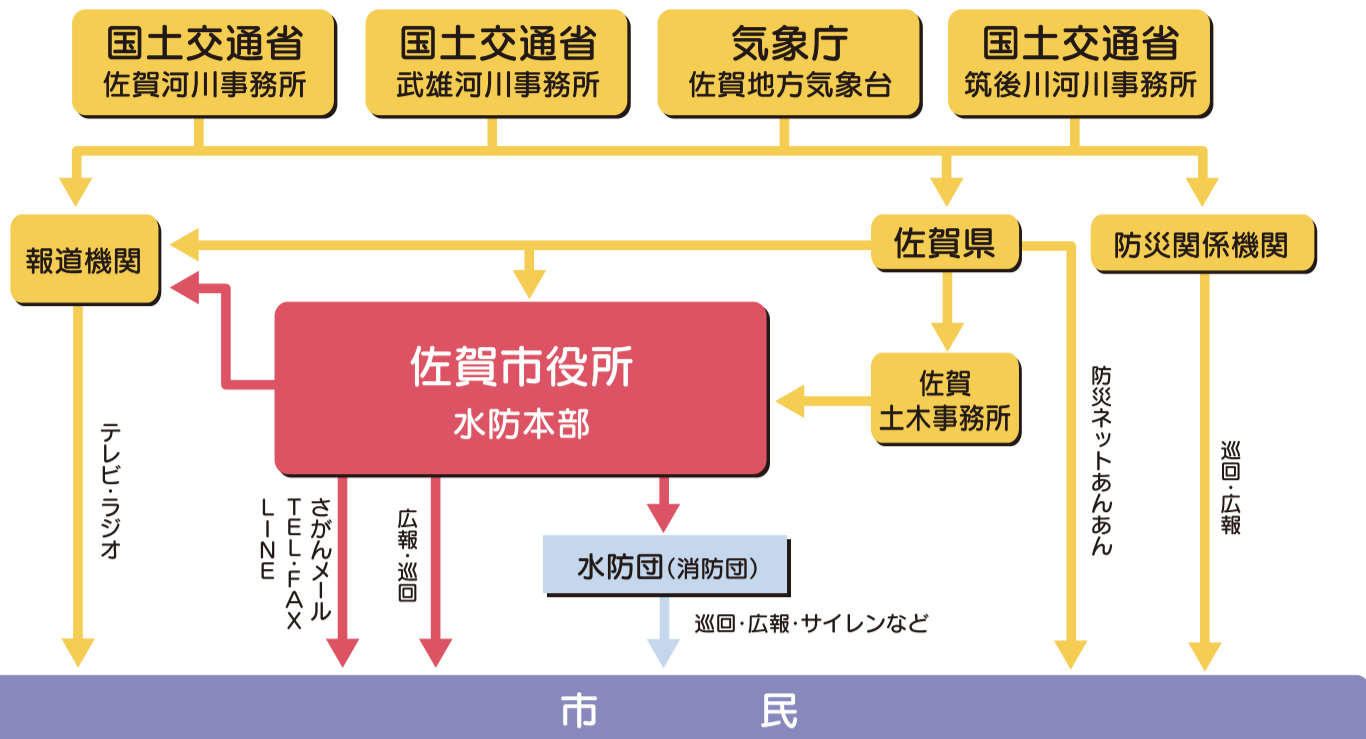 国土交通省
佐賀河川事務所
国土交通省
武雄河川事務所
気象庁
佐賀地方気象台
国土交通省
筑後川河川事務所
報道機関
佐賀県
防災関係機関
佐賀市役所
水防本部
佐賀
土木事務所
テレビ・ラジオ
さがんメール
TEL・FAX
LINE
広報・巡回
水防団(消防団)
巡回・広報・サイレンなど
防災ネットあんあん
巡回・広報
市民